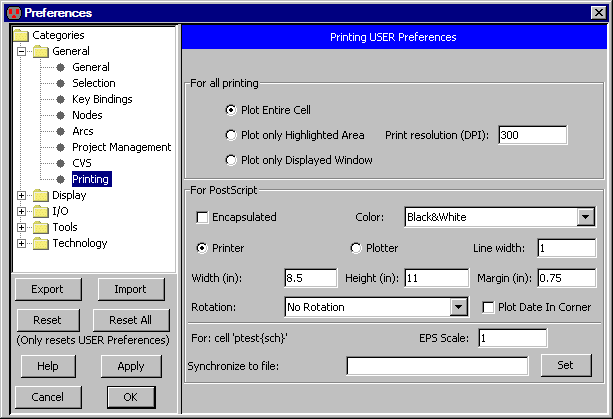 Preferences
Categories
General
General
Selection
Key Bindings
Nodes
Arcs
Project Management
CVS
Printing
Display
I/O
Tools
Technology
Export Import
Reset Reset All
(Only resets USER Preferences)
Help Apply
Cancel OK
Printing USER Preferences
For all printing
Plot Entire Cell
Plot only Highlighted Area Print resolution (DPI): 300
Plot only Displayed Window
For PostScript
Encapsulated Color: Black&White
Printer Plotter Line width: 1
Width (in): 8.5 Height (in): 11 Margin (in): 0.75
Rotation: No Rotation Plot Date In Corner
For: cell 'ptest{sch}' EPS Scale: 1
Synchronize to file: Set